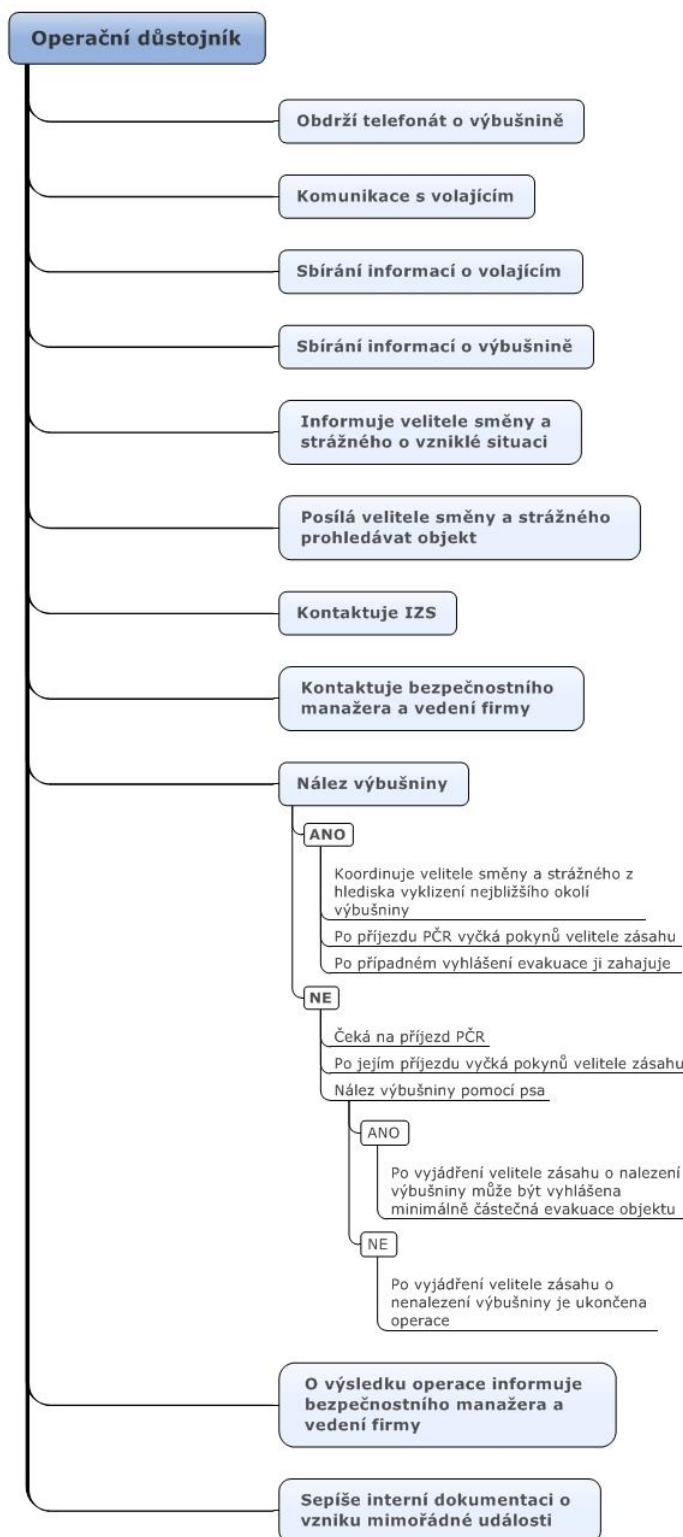 Operační důstojník
Obdrží telefonát o výbušnině
Komunikace s volajícím
Sbírání informací o volajícím
Sbírání informací o výbušnině
Informuje velitele směny a
strážného o vzniklé situaci
Posílá velitele směny a strážného
prohledávat objekt
Kontaktuje IZS
Kontaktuje bezpečnostního
manažera a vedení firmy
Nález výbušniny
ANO
Koordinuje velitele směny a strážného z
hlediska vyklizení nejbližšího okolí
výbušniny
Po příjezdu PČR vyčká pokynů velitele zásahu
Po případném vyhlášení evakuace ji zahajuje
NE
Čeká na příjezd PČR
Po jejím příjezdu vyčká pokynů velitele zásahu
Nález výbušniny pomocí psa
ANO
Po vyjádření velitele zásahu o nalezení
výbušniny může být vyhlášena
minimálně částečná evakuace objektu
NE
Po vyjádření velitele zásahu o
nenalezení výbušniny je ukončena
operace
O výsledku operace informuje
bezpečnostního manažera a
vedení firmy
Sepíše interní dokumentaci o
vzniku mimořádné události